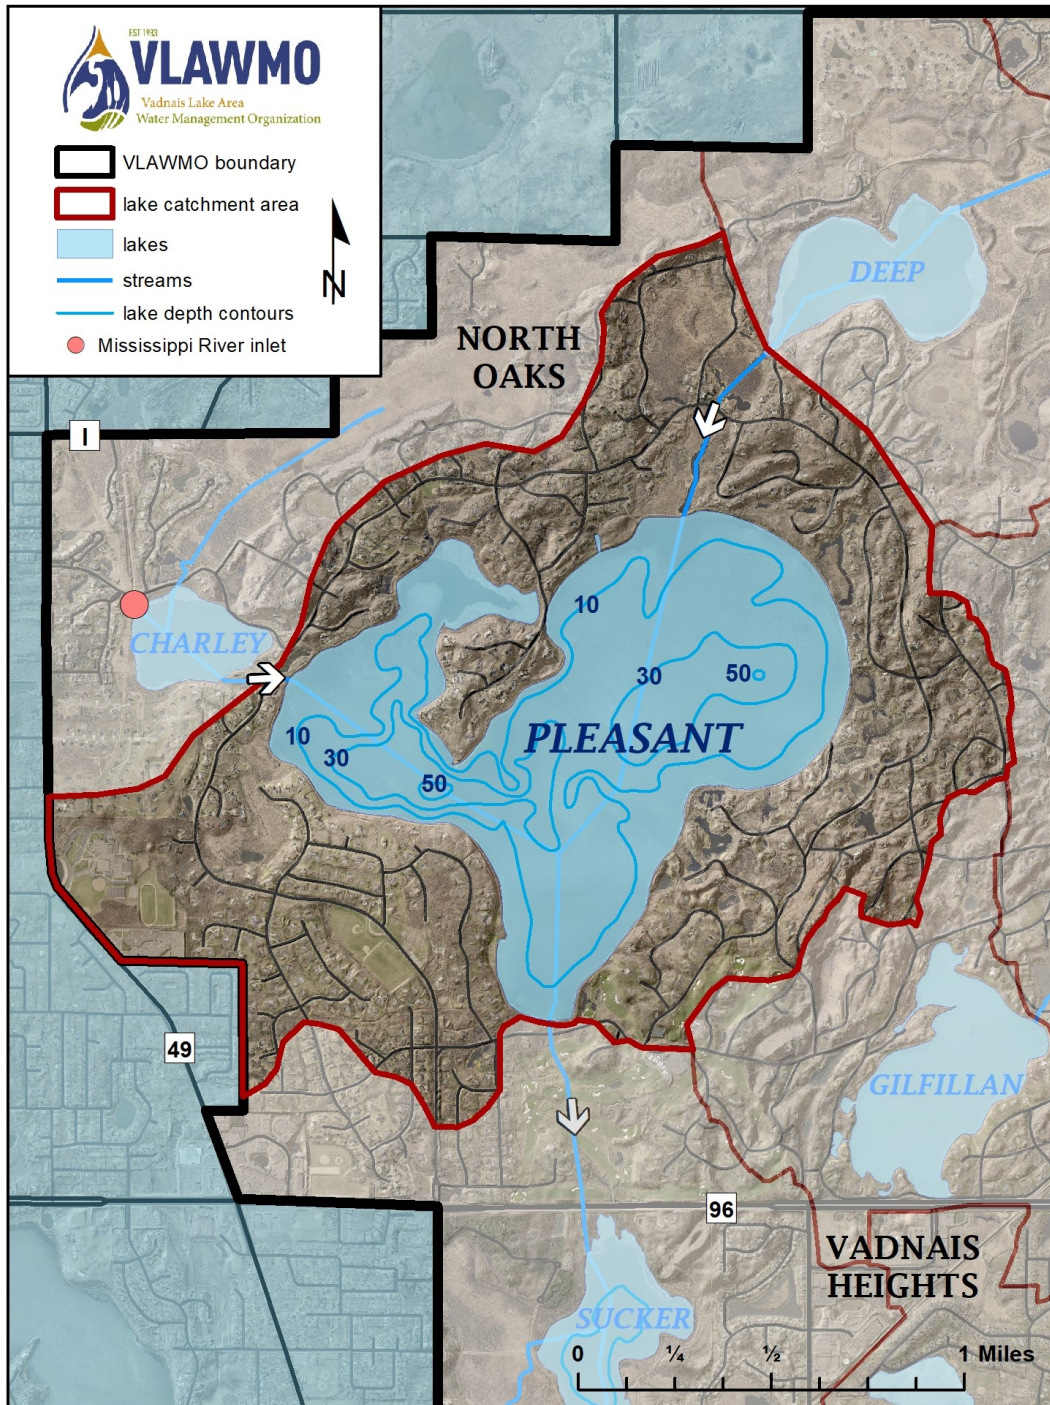 EST 1983
VLAWMO
Vadnais Lake Area
Water Management Organization
VLAWMO boundary
lake catchment area
lakes
streams
lake depth contours
Mississippi River inlet
N
DEEP
NORTH
OAKS
I
10
CHARLEY
30
50
PLEASANT
10
30
50
49
GILFILLAN
96
VADNAIS
HEIGHTS
SUCKER
0 ¼ ½ 1 Miles